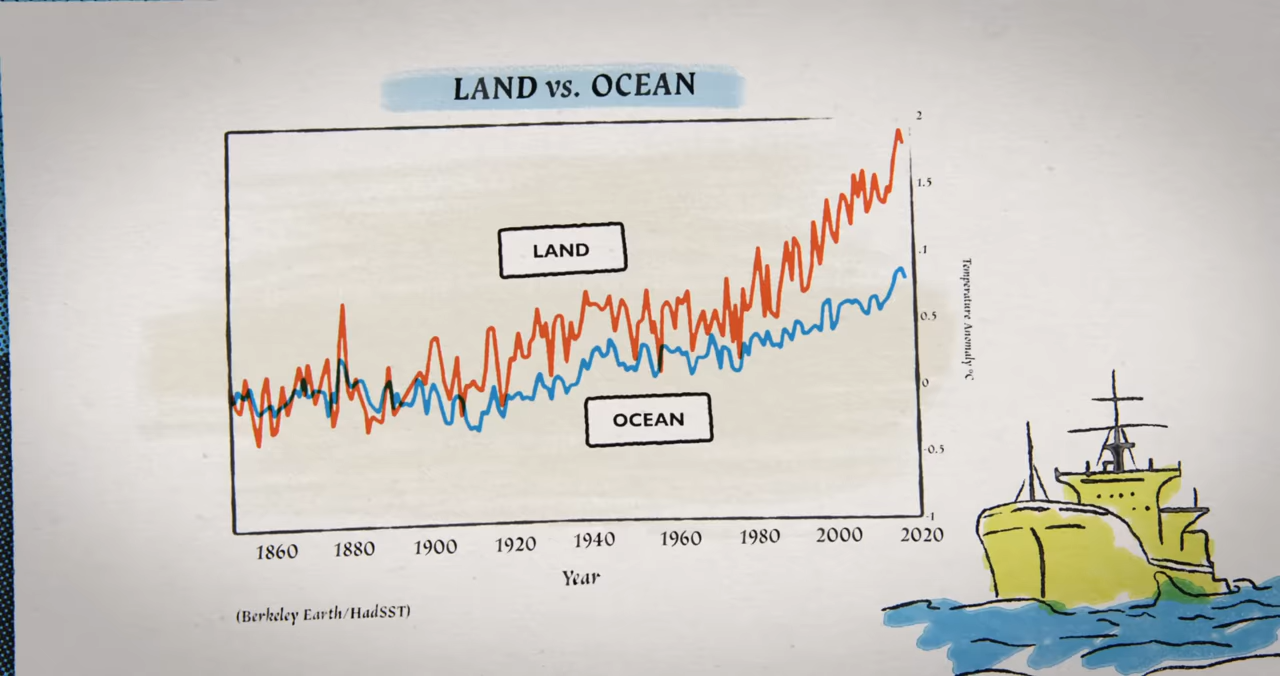 LAND vs. OCEAN
2
1.5
LAND
.1
Temperature Anomaly °C
0.5
0
OCEAN
-0.5
-1
1860 1880 1900 1920 1940 1960 1980 2000 2020
Year
(Berkeley Earth/HadSST)